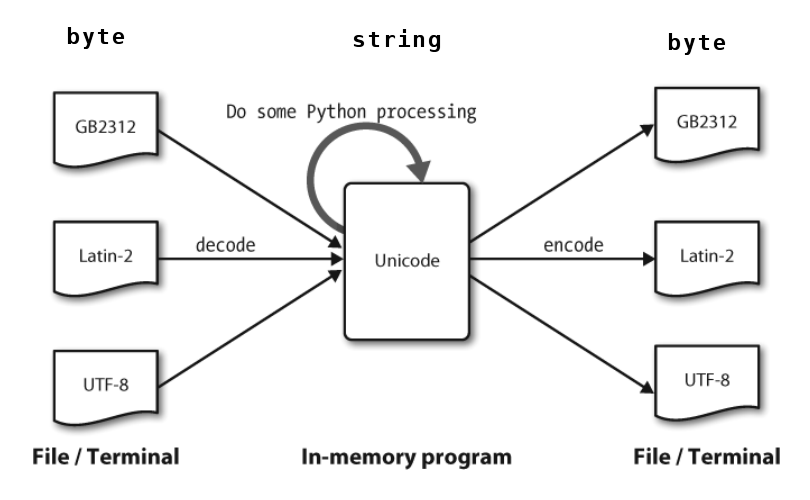 byte
string
byte
Do some Python processing
GB2312
GB2312
Latin-2
decode
Unicode
encode
Latin-2
UTF-8
UTF-8
File / Terminal
In-memory program
File / Terminal